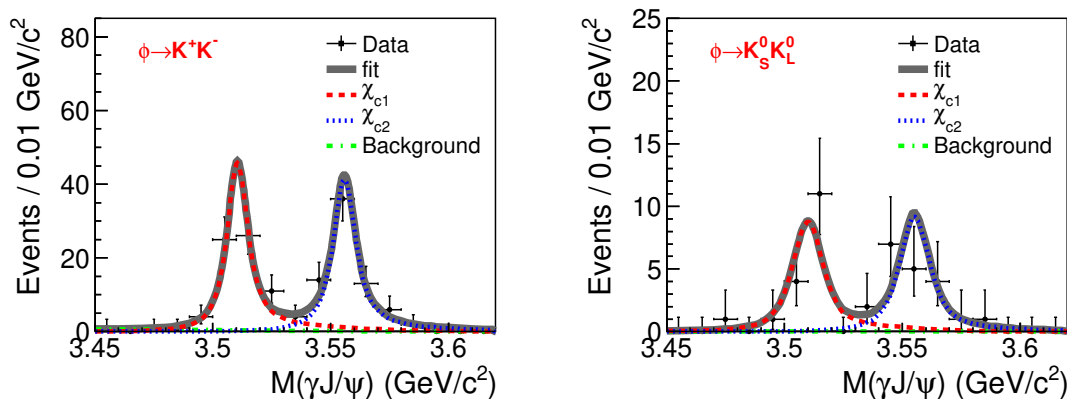 Events / 0.01 GeV/c²
80
60
40
20
0
ϕ→K⁺K⁻
Data
fit
χc1
χc2
Background
3.45 3.5 3.55 3.6
M(γJ/ψ) (GeV/c²)
Events / 0.01 GeV/c²
25
20
15
10
5
0
ϕ→K⁰SK⁰L
Data
fit
χc1
χc2
Background
3.45 3.5 3.55 3.6
M(γJ/ψ) (GeV/c²)